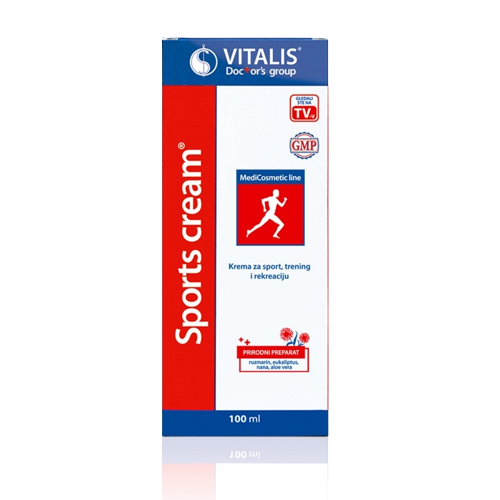 VITALIS®
Doctor's group
Sports cream®
GLEDALI
STE NA
TV
GMP
MediCosmetic line
Krema za sport, trening
i rekreaciju
PRIRODNI PREPARAT
ruzmarin, eukaliptus,
nana, aloe vera
100 ml